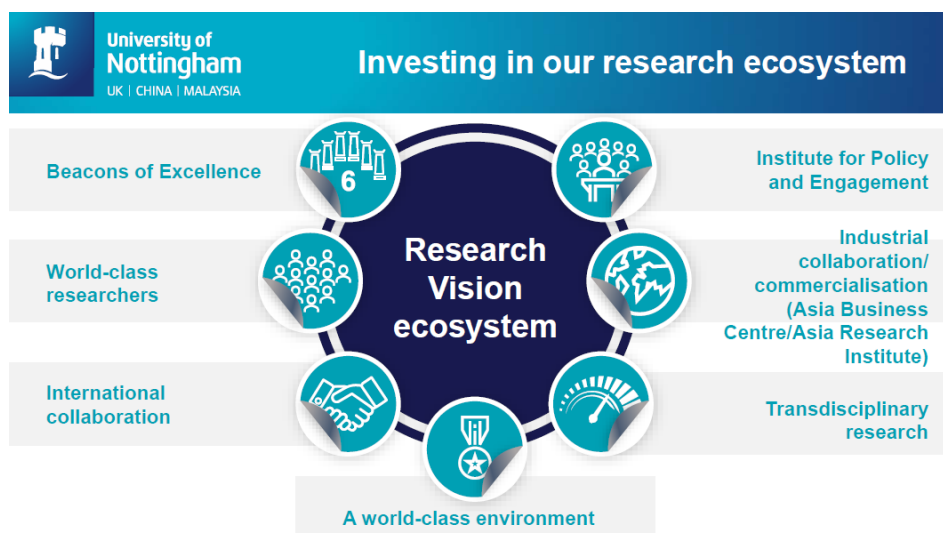 University of
Nottingham
UK | CHINA | MALAYSIA
Investing in our research ecosystem
Beacons of Excellence
6
Institute for Policy
and Engagement
World-class
researchers
Research
Vision
ecosystem
Industrial
collaboration/
commercialisation
(Asia Business
Centre/Asia Research
Institute)
International
collaboration
Transdisciplinary
research
A world-class environment